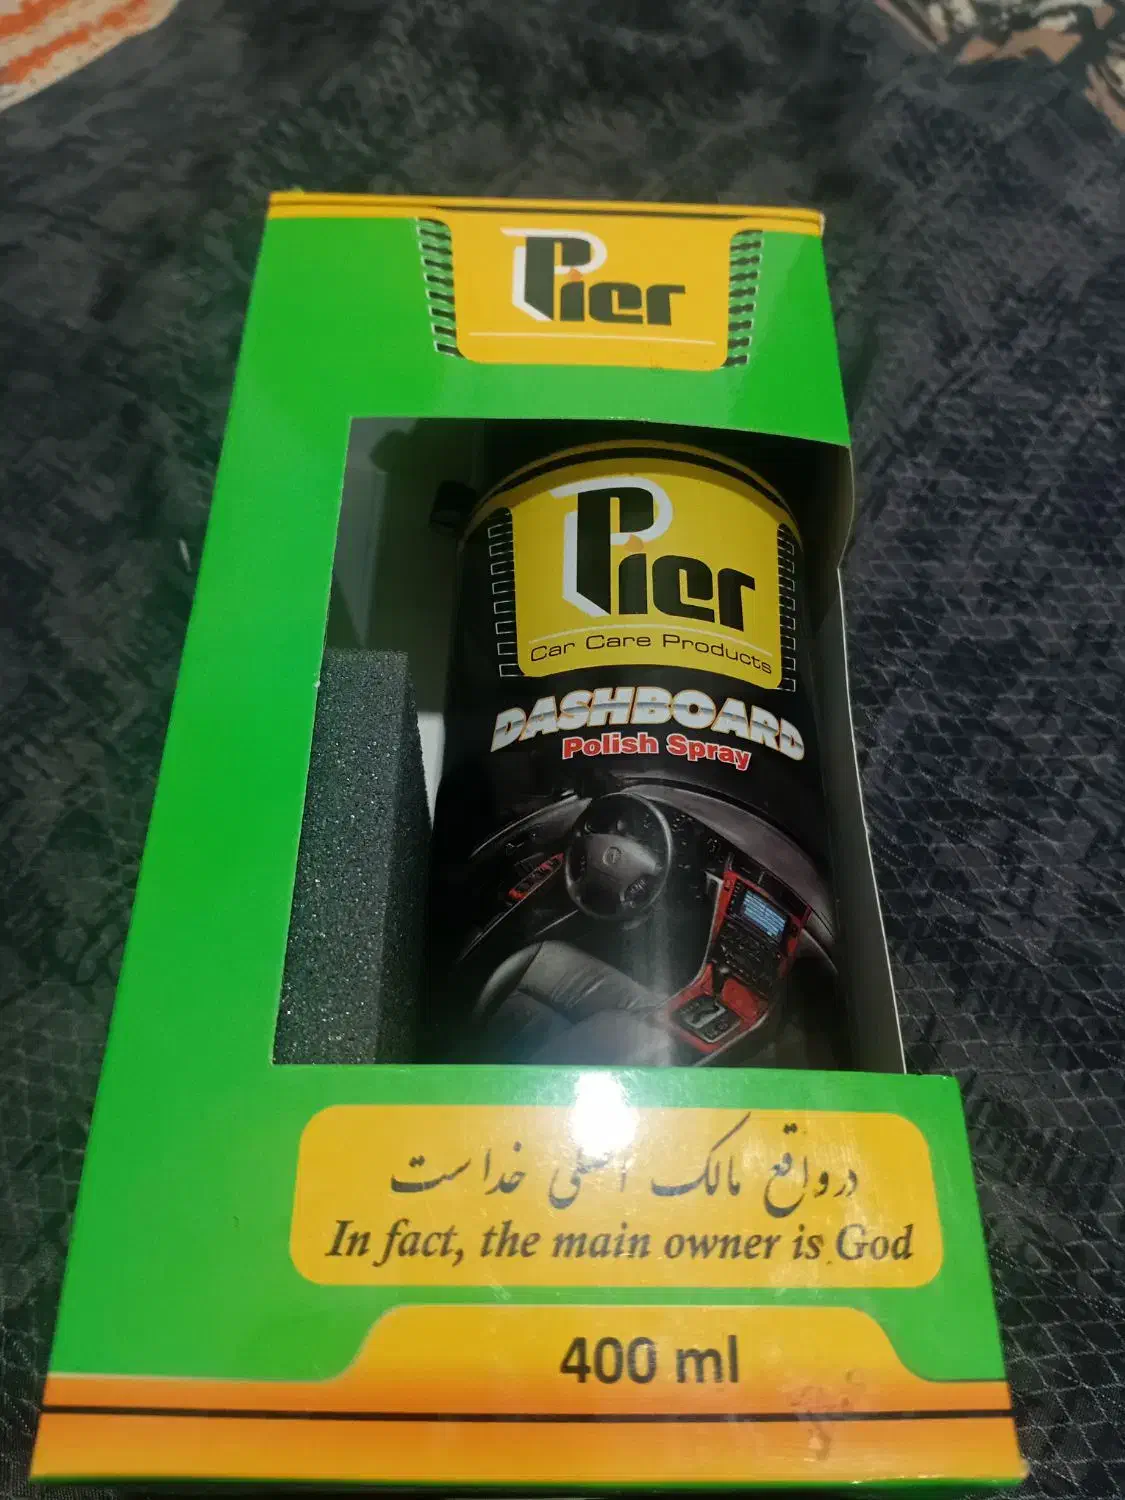 Pier
Pier
Car Care Products
DASHBOARD
Polish Spray
درواقع مالک اصلی خداست
In fact, the main owner is God
400 ml